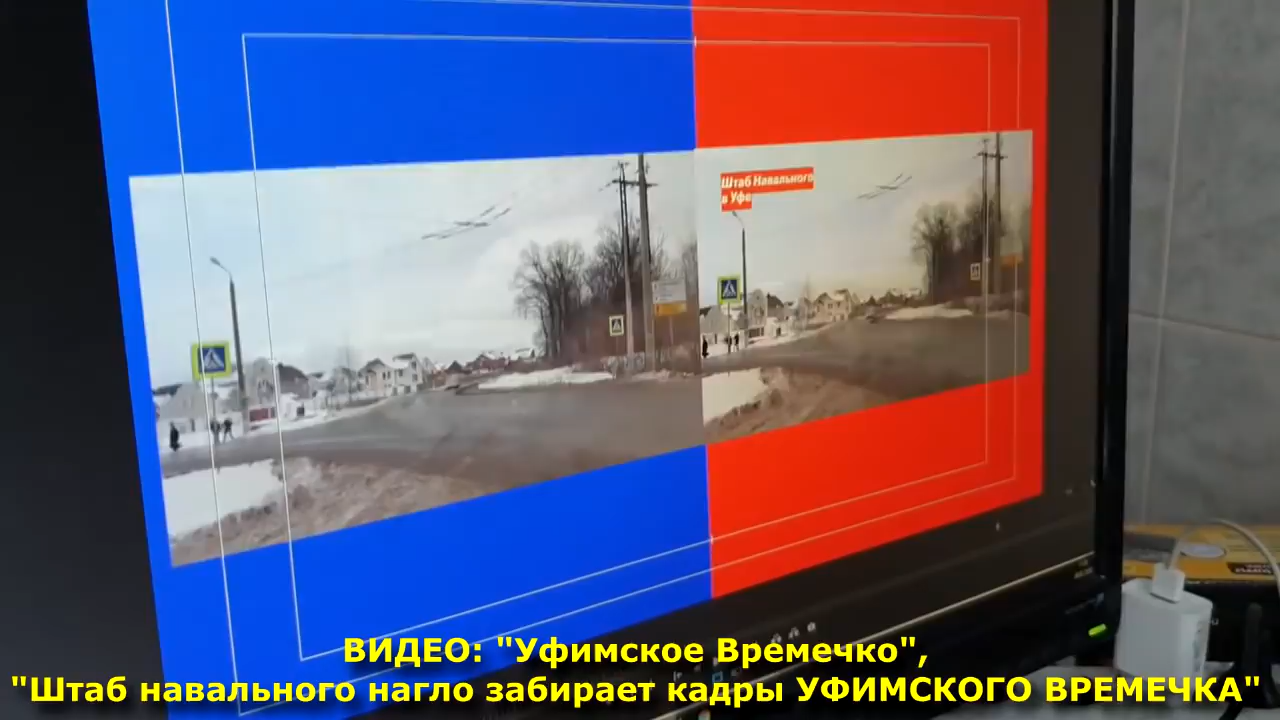 Штаб Навального
в Уфе
ВИДЕО: "Уфимское Времечко",
"Штаб навального нагло забирает кадры УФИМСКОГО ВРЕМЕЧКА"